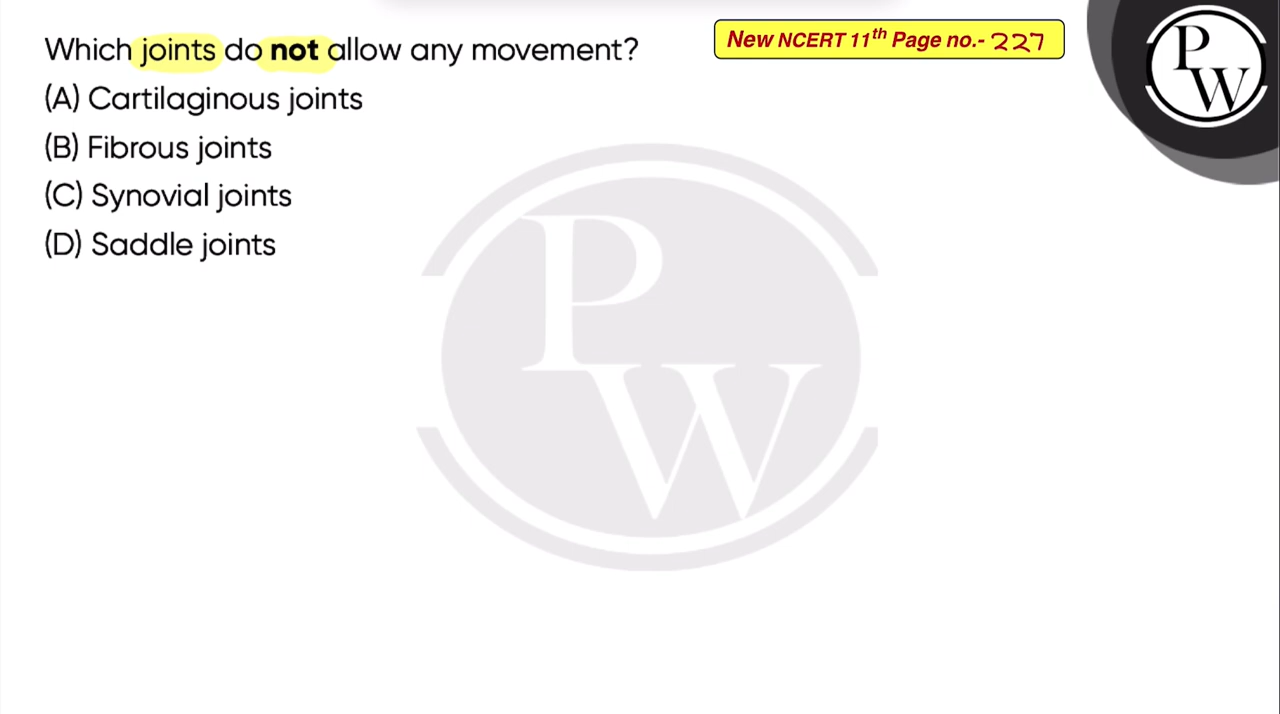 Which joints do not allow any movement?
New NCERT 11th Page no.- 227
(A) Cartilaginous joints
(B) Fibrous joints
(C) Synovial joints
(D) Saddle joints
P
W
P
W